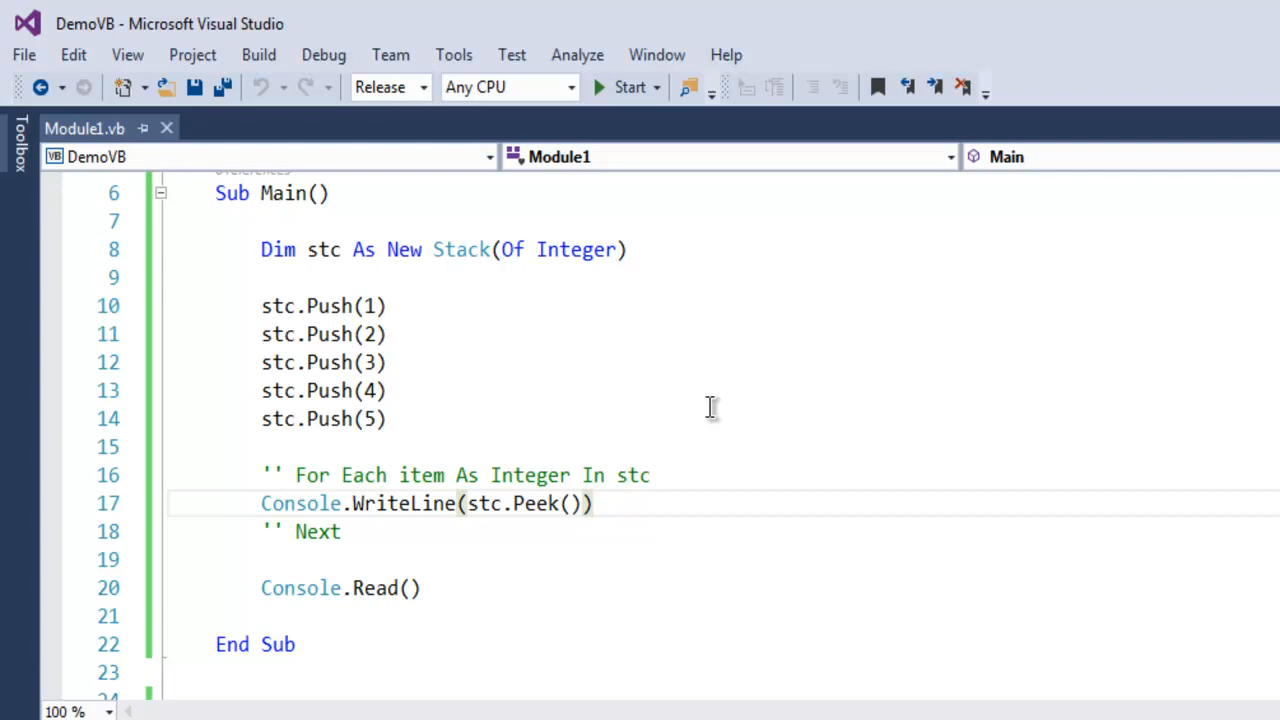 DemoVB - Microsoft Visual Studio
File Edit View Project Build Debug Team Tools Test Analyze Window Help
Release Any CPU Start
Toolbox
Module1.vb
VB DemoVB Module1 Main
6 Sub Main()
7
8 Dim stc As New Stack(Of Integer)
9
10 stc.Push(1)
11 stc.Push(2)
12 stc.Push(3)
13 stc.Push(4)
14 stc.Push(5)
15
16 '' For Each item As Integer In stc
17 Console.WriteLine(stc.Peek())
18 '' Next
19
20 Console.Read()
21
22 End Sub
23
24
100 %